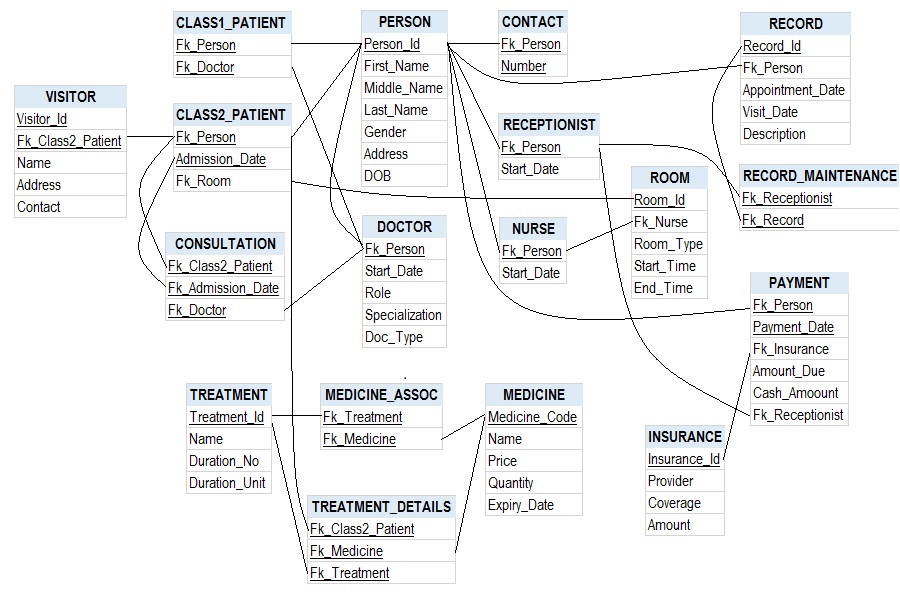 CLASS1_PATIENT
Fk_Person
Fk_Doctor
PERSON
Person_Id
First_Name
Middle_Name
Last_Name
Gender
Address
DOB
CONTACT
Fk_Person
Number
RECORD
Record_Id
Fk_Person
Appointment_Date
Visit_Date
Description
VISITOR
Visitor_Id
Fk_Class2_Patient
Name
Address
Contact
CLASS2_PATIENT
Fk_Person
Admission_Date
Fk_Room
RECEPTIONIST
Fk_Person
Start_Date
ROOM
Room_Id
Fk_Nurse
Room_Type
Start_Time
End_Time
RECORD_MAINTENANCE
Fk_Receptionist
Fk_Record
CONSULTATION
Fk_Class2_Patient
Fk_Admission_Date
Fk_Doctor
DOCTOR
Fk_Person
Start_Date
Role
Specialization
Doc_Type
NURSE
Fk_Person
Start_Date
PAYMENT
Fk_Person
Payment_Date
Fk_Insurance
Amount_Due
Cash_Amoount
Fk_Receptionist
TREATMENT
Treatment_Id
Name
Duration_No
Duration_Unit
MEDICINE_ASSOC
Fk_Treatment
Fk_Medicine
MEDICINE
Medicine_Code
Name
Price
Quantity
Expiry_Date
INSURANCE
Insurance_Id
Provider
Coverage
Amount
TREATMENT_DETAILS
Fk_Class2_Patient
Fk_Medicine
Fk_Treatment